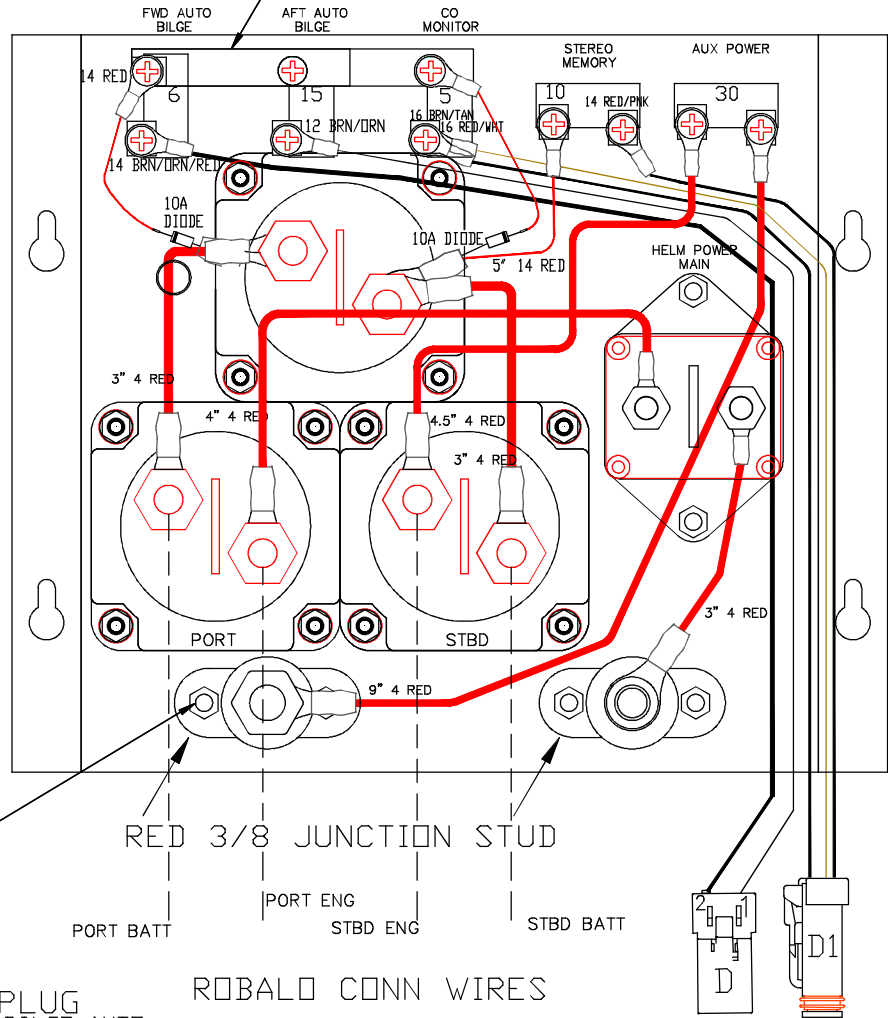 FWD AUTO
BILGE
AFT AUTO
BILGE
CO
MONITOR
STEREO
MEMORY
AUX POWER
14 RED
6
15
5
10
30
14 RED/PNK
16 BRN/TAN
16 RED/WHT
12 BRN/ORN
14 BRN/ORN/RED
10A
DIODE
10A DIODE
5" 14 RED
HELM POWER
MAIN
3" 4 RED
4" 4 RED
4.5" 4 RED
3" 4 RED
3" 4 RED
PORT
STBD
9" 4 RED
RED 3/8 JUNCTION STUD
PORT BATT
PORT ENG
STBD ENG
STBD BATT
2
1
D
D1
ROBALO CONN WIRES
PLUG